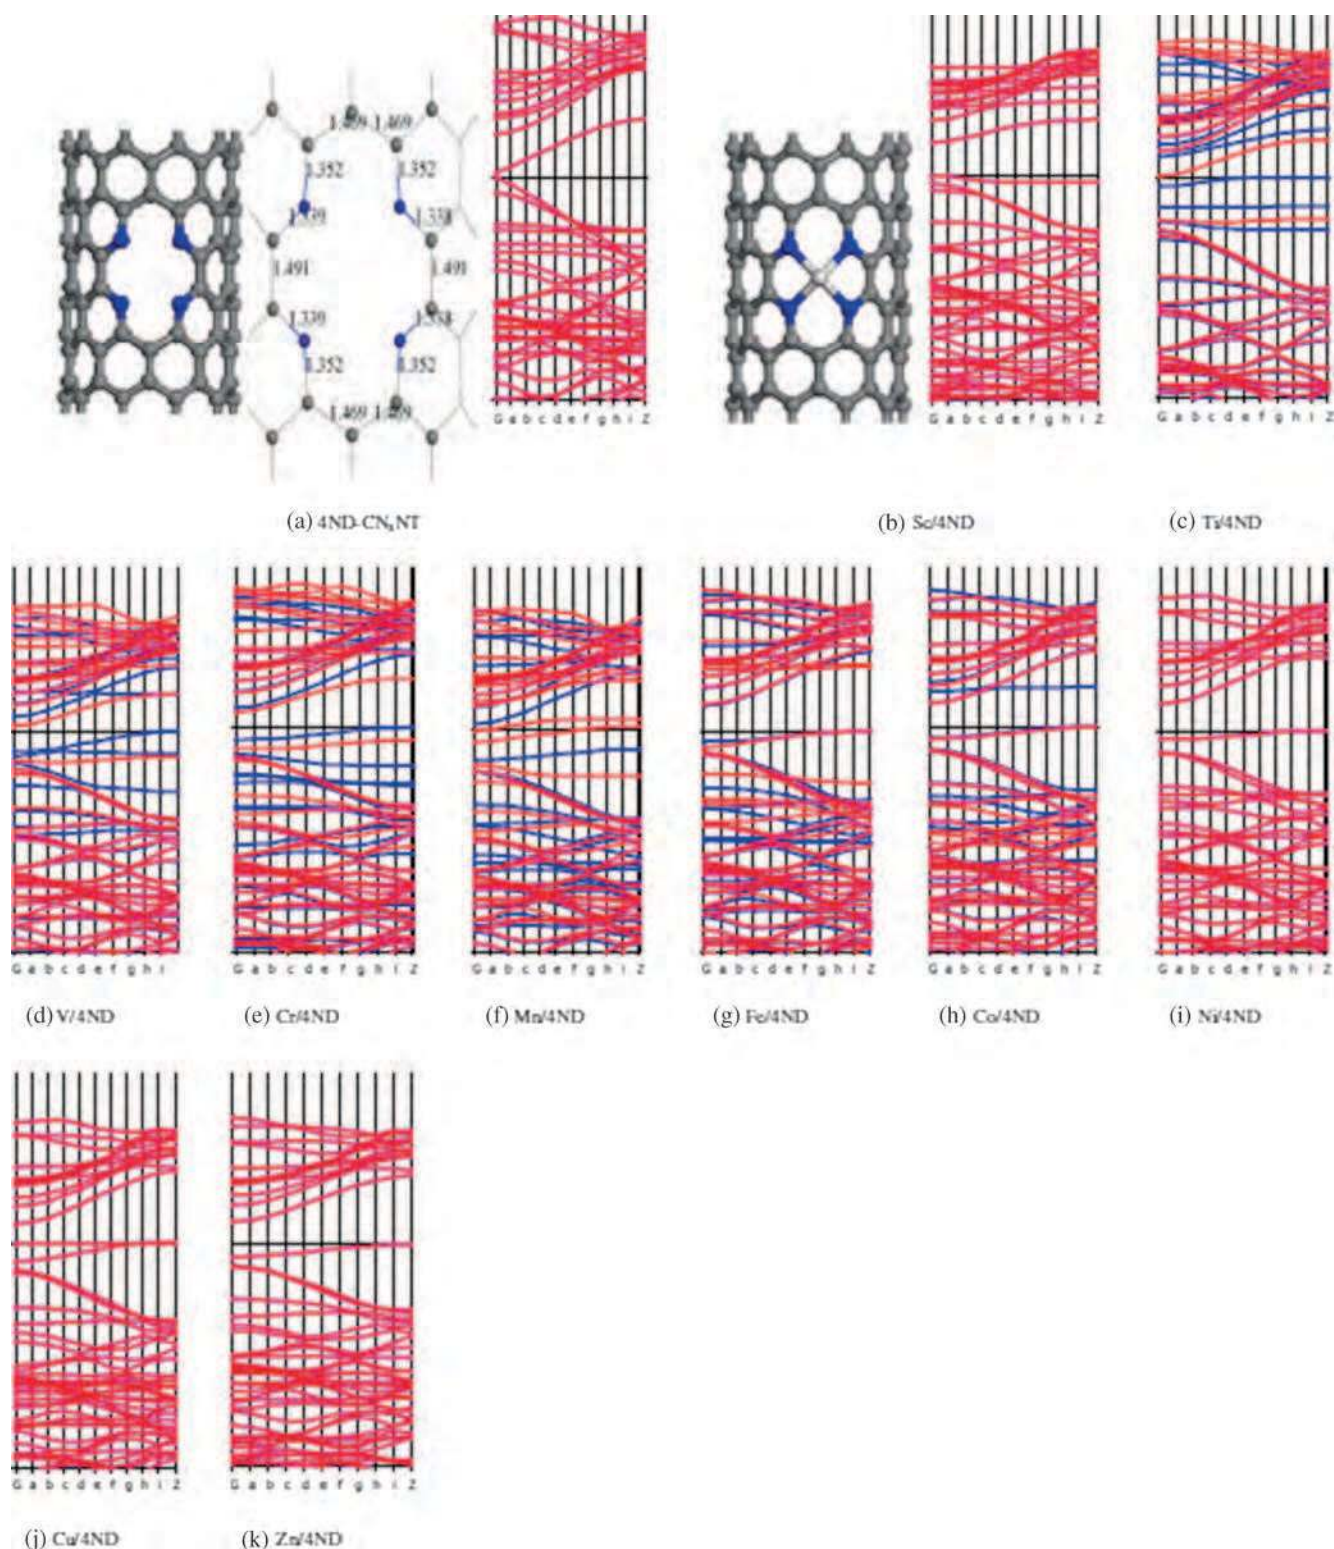 1.469 1.469
1.352 1.352
1.339 1.338
1.491 1.491
1.339 1.338
1.352 1.352
1.469 1.469
G a b c d e f g h i Z
G a b c d e f g h i Z
G a b c d e f g h i Z
(a) 4ND-CNxNT
(b) Sc/4ND
(c) Ti/4ND
G a b c d e f g h i
G a b c d e f g h i Z
G a b c d e f g h i Z
G a b c d e f g h i Z
G a b c d e f g h i Z
G a b c d e f g h i Z
(d) V/4ND
(e) Cr/4ND
(f) Mn/4ND
(g) Fe/4ND
(h) Co/4ND
(i) Ni/4ND
G a b c d e f g h i Z
G a b c d e f g h i Z
(j) Cu/4ND
(k) Zn/4ND